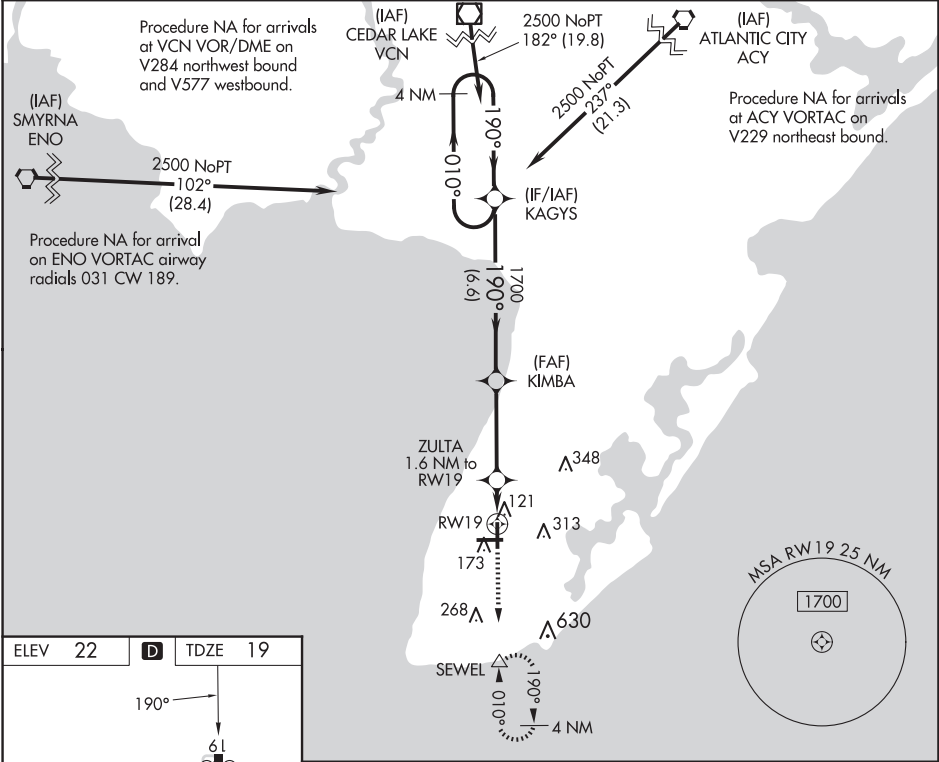 Procedure NA for arrivals
at VCN VOR/DME on
V284 northwest bound
and V577 westbound.
(IAF)
CEDAR LAKE
VCN
2500 NoPT
182° (19.8)
(IAF)
ATLANTIC CITY
ACY
4 NM
2500 NoPT
237°
(21.3)
Procedure NA for arrivals
at ACY VORTAC on
V229 northeast bound.
(IAF)
SMYRNA
ENO
2500 NoPT
102°
(28.4)
190°
010°
(IF/IAF)
KAGYS
Procedure NA for arrival
on ENO VORTAC airway
radials 031 CW 189.
1700
190°
(6.6)
(FAF)
KIMBA
ZULTA
1.6 NM to
RW19
348
121
RW19
313
173
268
630
MSA RW19 25 NM
1700
SEWEL
010°
190°
4 NM
ELEV 22
D
TDZE 19
190°
19